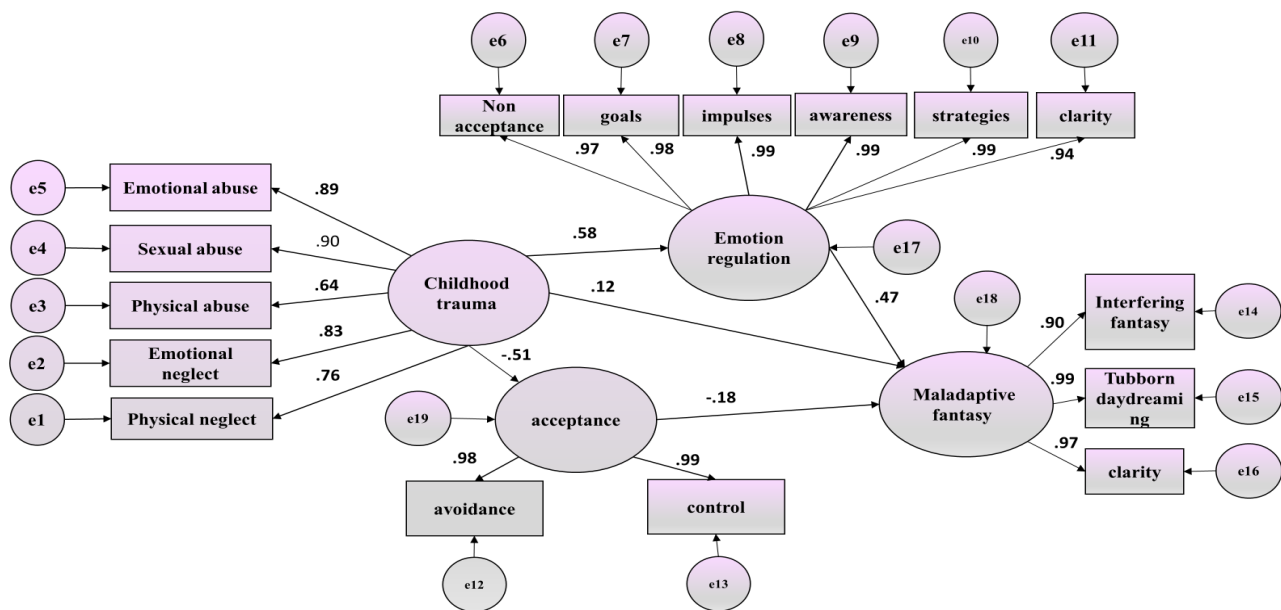 e6
e7
e8
e9
e10
e11
Non
acceptance
goals
impulses
awareness
strategies
clarity
.97
.98
.99
.99
.99
.94
e5
Emotional abuse
.89
e4
Sexual abuse
.90
e3
Physical abuse
.64
e2
Emotional
neglect
.83
e1
Physical neglect
.76
Childhood
trauma
.58
Emotion
regulation
e17
.12
.47
-.51
e18
Interfering
fantasy
e14
.90
Maladaptive
fantasy
.99
Tubborn
daydreami
ng
e15
.97
clarity
e16
e19
acceptance
-.18
.98
.99
avoidance
control
e12
e13